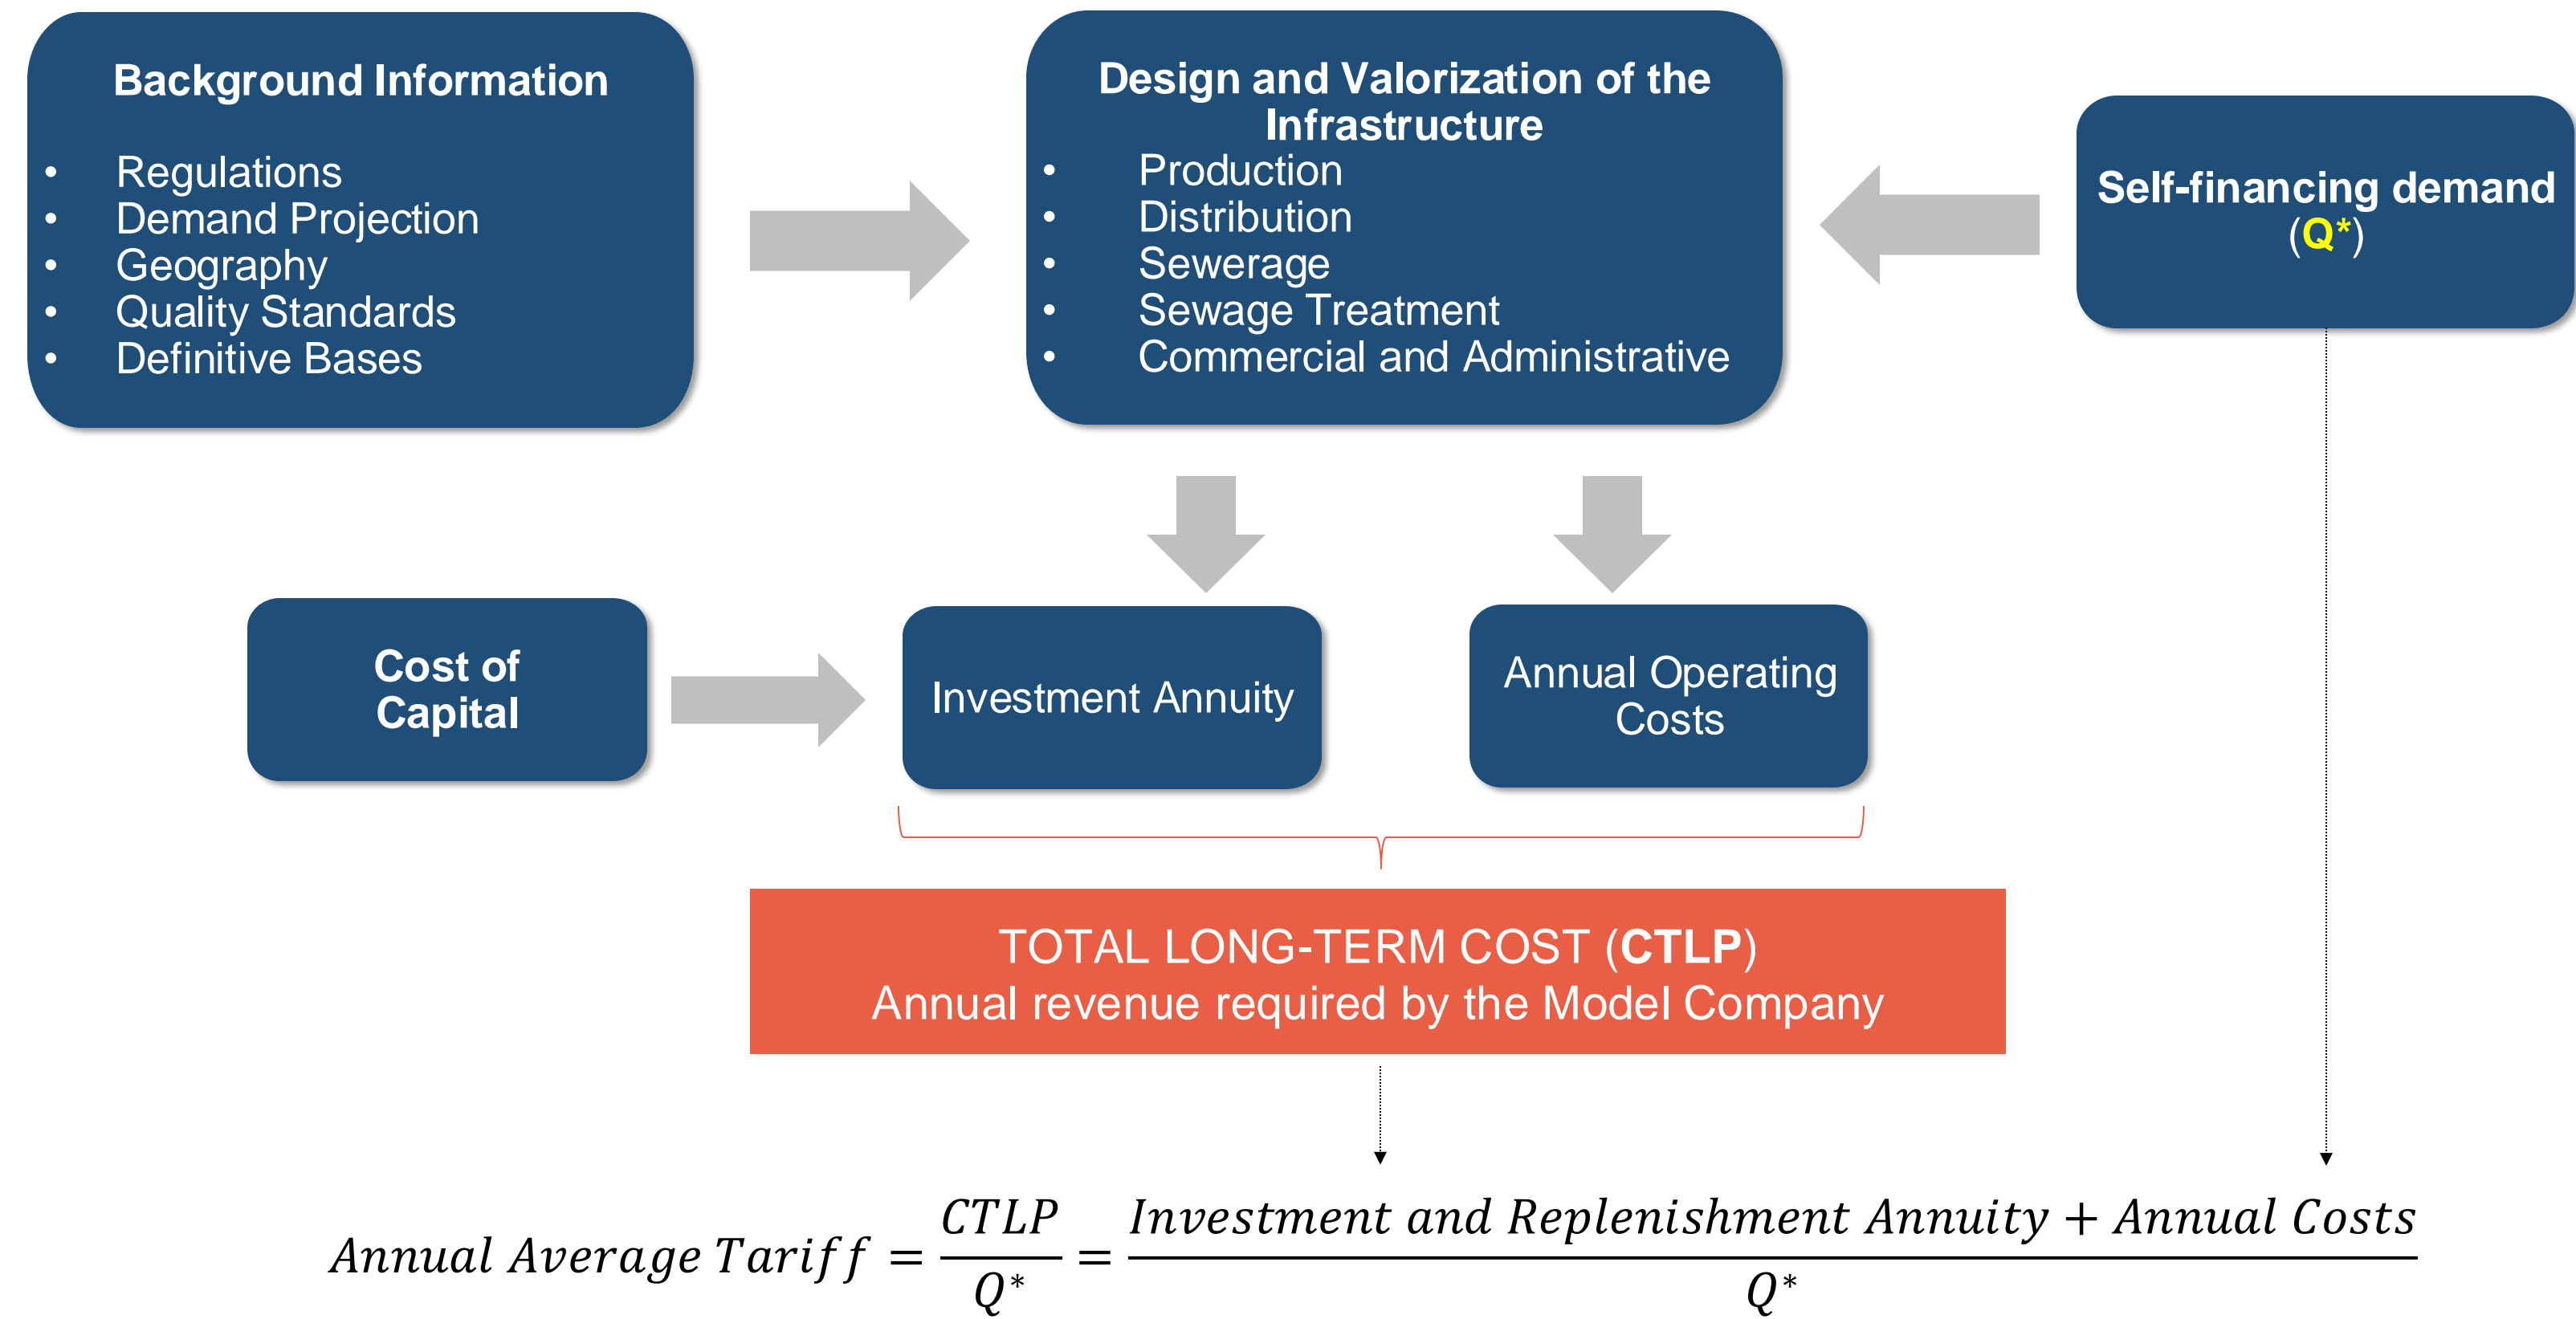 Background Information
• Regulations
• Demand Projection
• Geography
• Quality Standards
• Definitive Bases
Design and Valorization of the
Infrastructure
• Production
• Distribution
• Sewerage
• Sewage Treatment
• Commercial and Administrative
Self-financing demand
(Q*)
Cost of
Capital
Investment Annuity
Annual Operating
Costs
TOTAL LONG-TERM COST (CTLP)
Annual revenue required by the Model Company
Annual Average Tariff = CTLP / Q* = Investment and Replenishment Annuity + Annual Costs / Q*